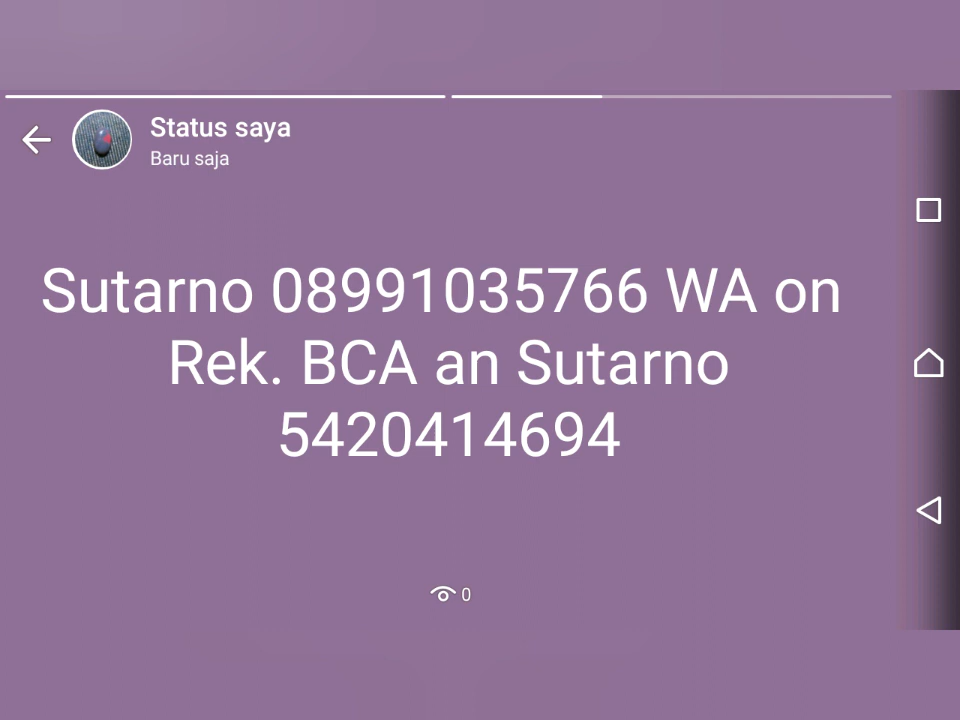 Status saya
Baru saja
Sutarno 08991035766 WA on
Rek. BCA an Sutarno
5420414694
0